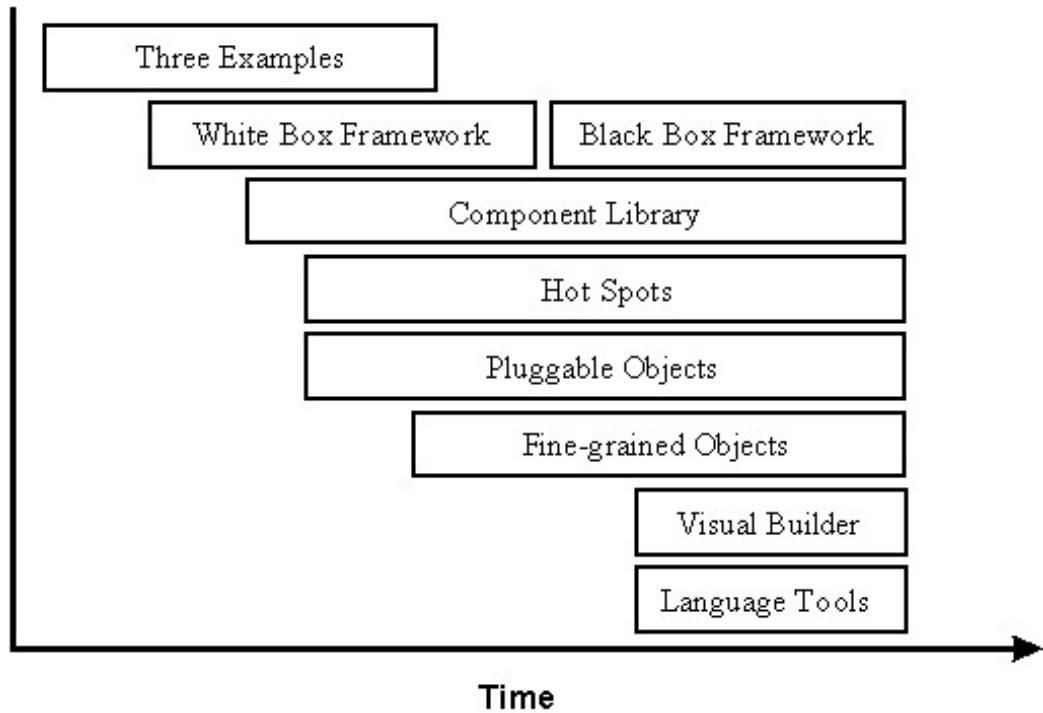 Three Examples
White Box Framework
Black Box Framework
Component Library
Hot Spots
Pluggable Objects
Fine-grained Objects
Visual Builder
Language Tools
Time